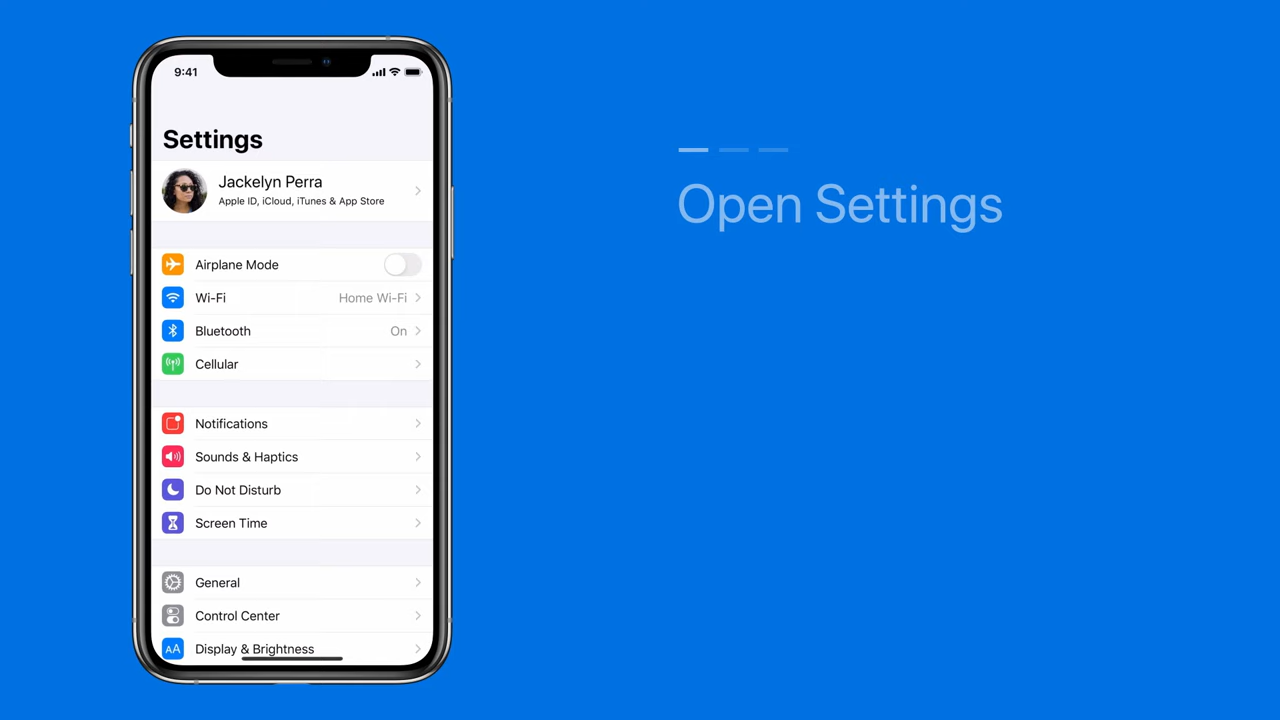 9:41
Settings
Jackelyn Perra
Apple ID, iCloud, iTunes & App Store
Airplane Mode
Wi-Fi Home Wi-Fi
Bluetooth On
Cellular
Notifications
Sounds & Haptics
Do Not Disturb
Screen Time
General
Control Center
AA Display & Brightness
Open Settings